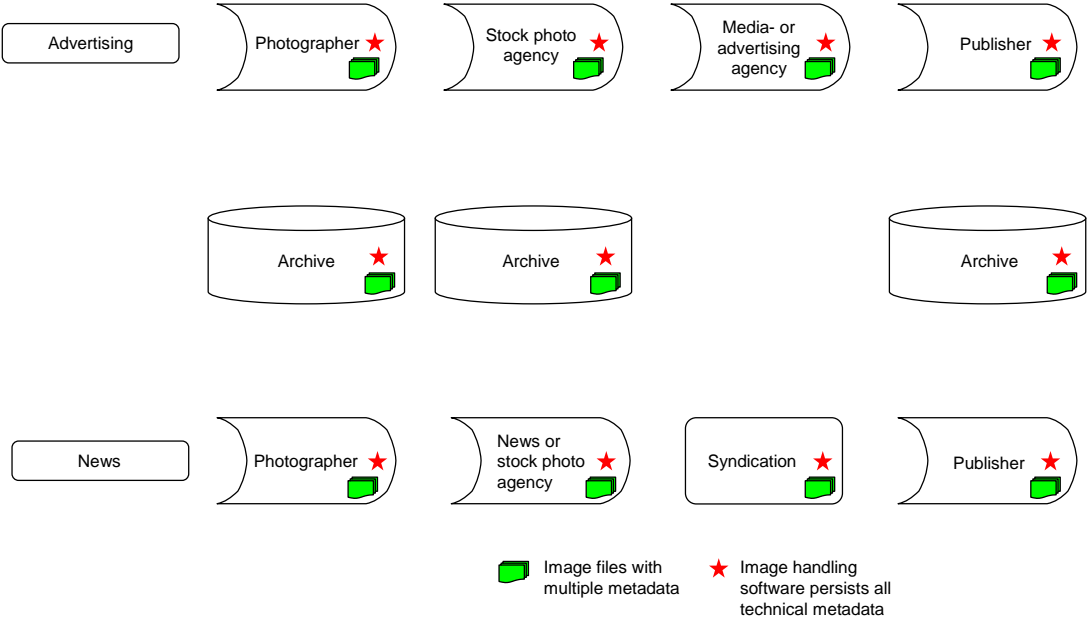 Advertising
Photographer
Stock photo
agency
Media- or
advertising
agency
Publisher
Archive
Archive
Archive
News
Photographer
News or
stock photo
agency
Syndication
Publisher
Image files with
multiple metadata
Image handling
software persists all
technical metadata